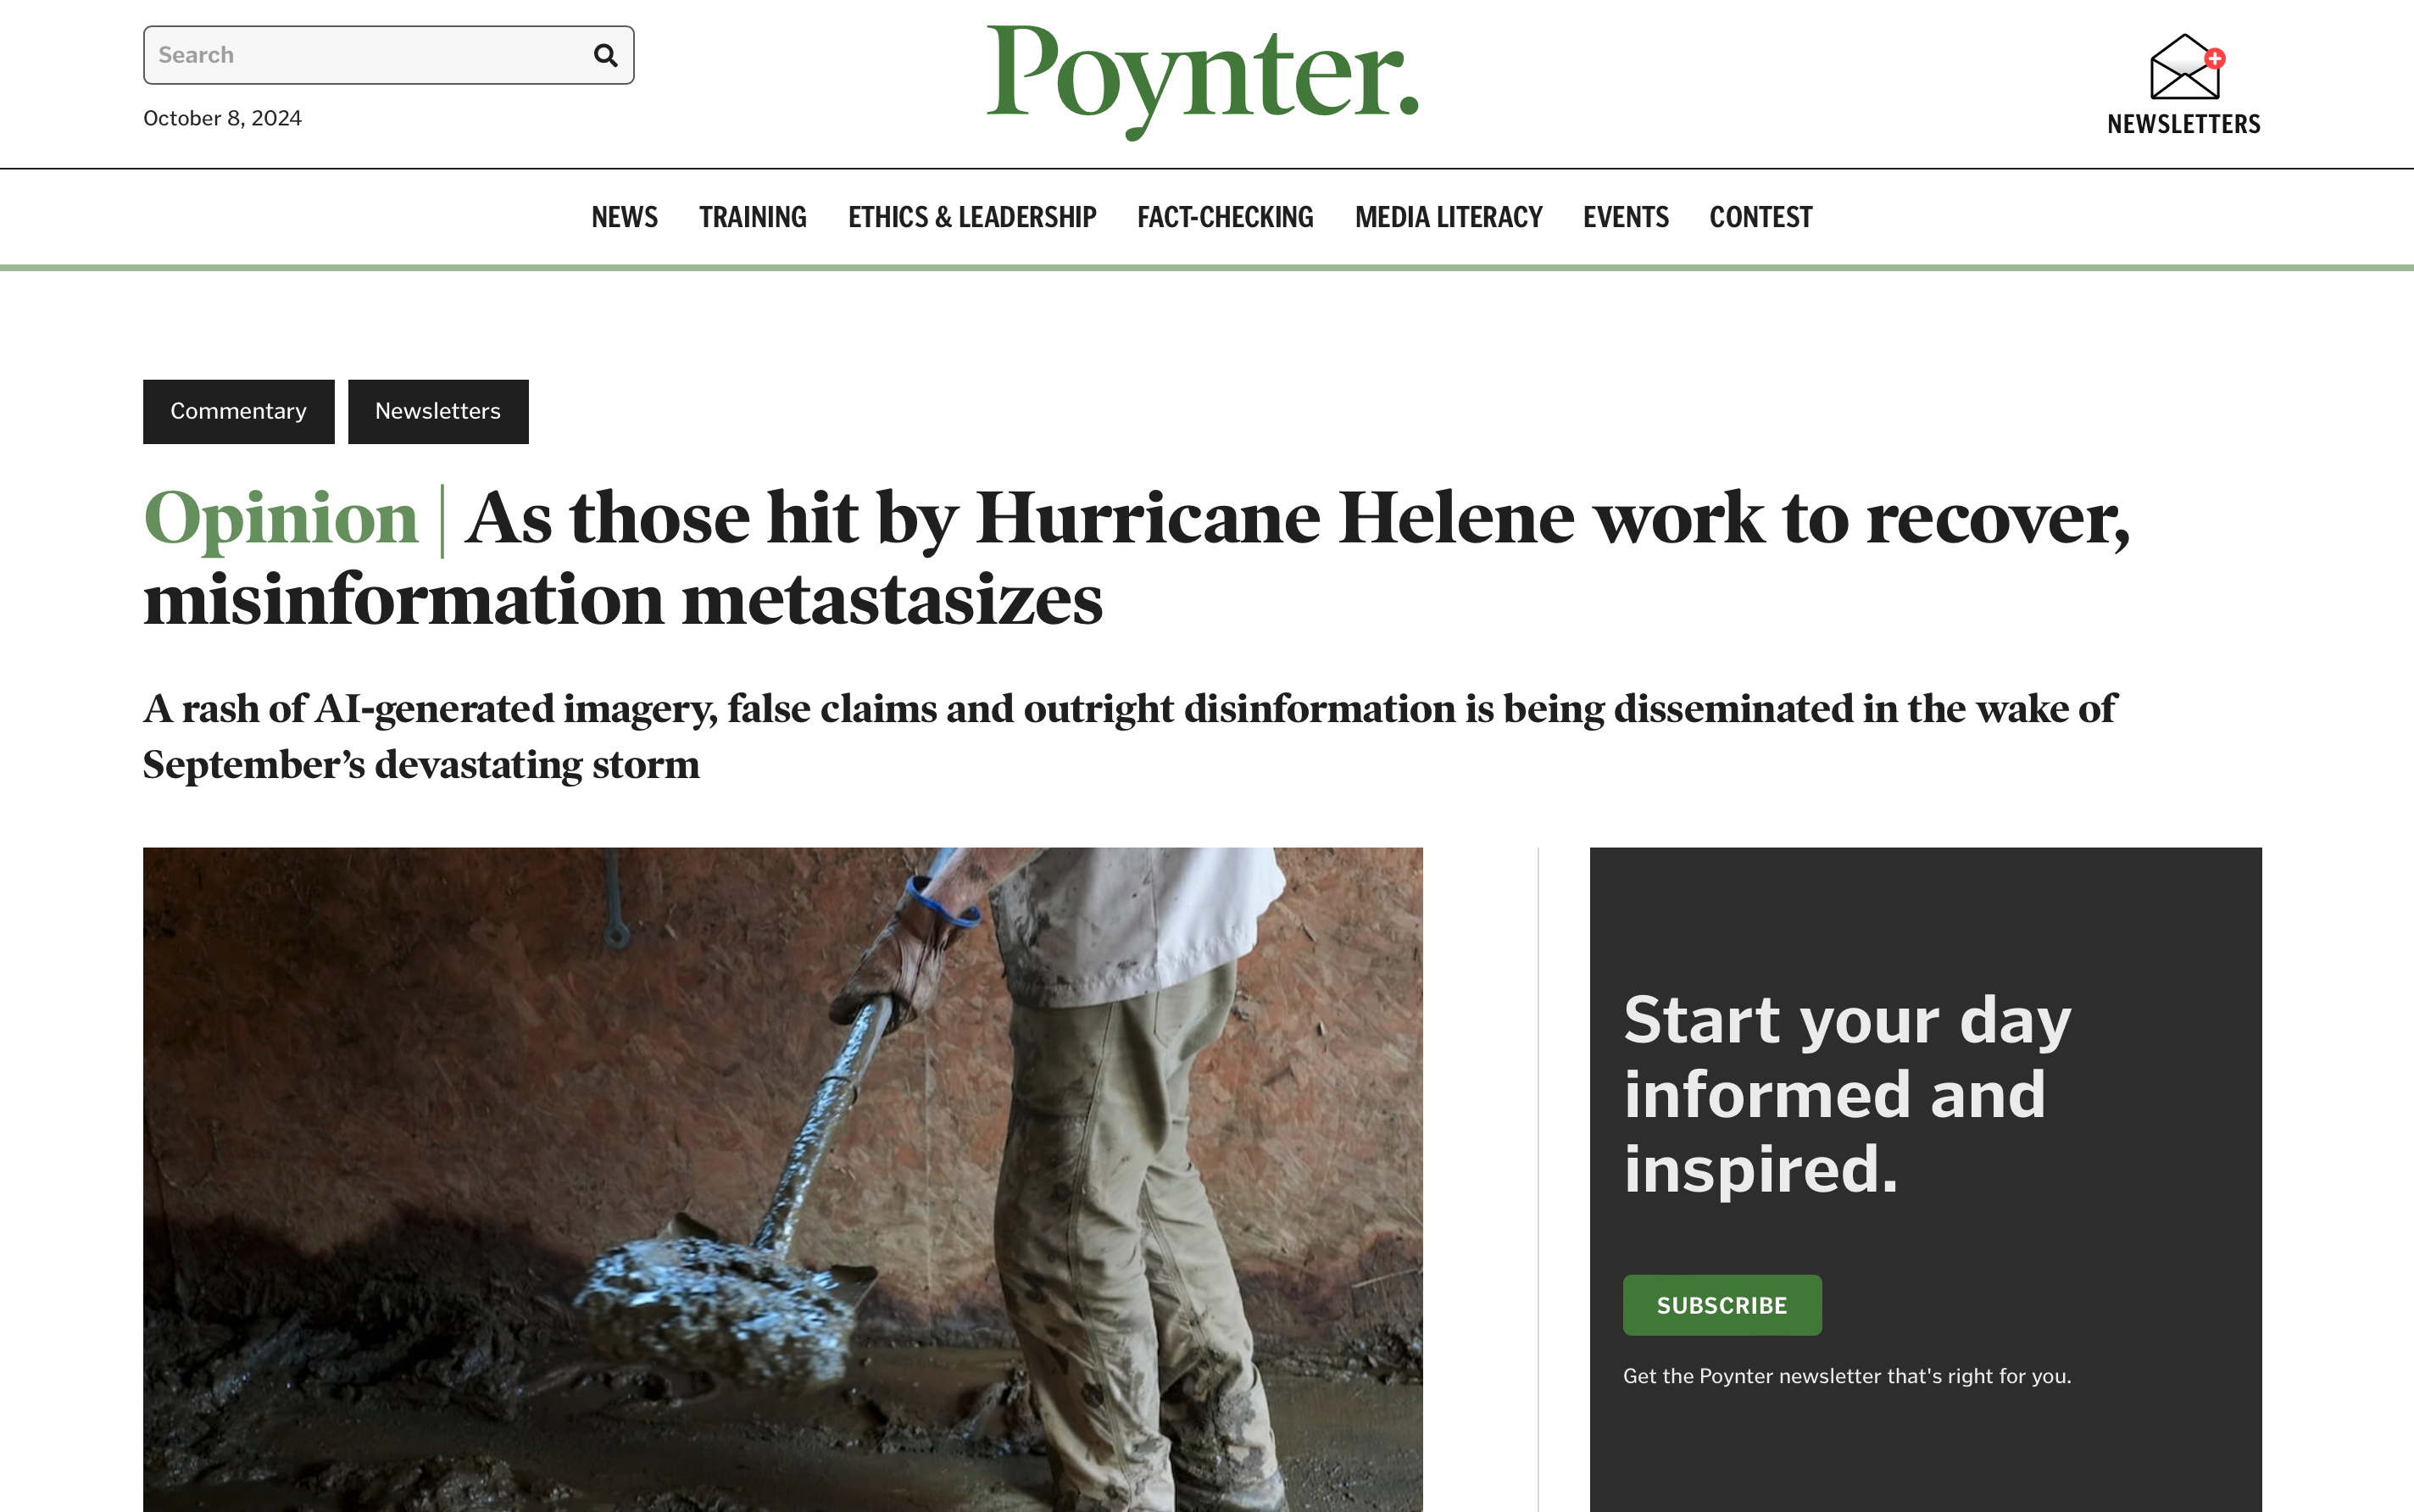 Search
October 8, 2024
Poynter.
NEWSLETTERS
NEWS TRAINING ETHICS & LEADERSHIP FACT-CHECKING MEDIA LITERACY EVENTS CONTEST
Commentary Newsletters
Opinion | As those hit by Hurricane Helene work to recover,
misinformation metastasizes
A rash of AI-generated imagery, false claims and outright disinformation is being disseminated in the wake of
September’s devastating storm
Start your day
informed and
inspired.
SUBSCRIBE
Get the Poynter newsletter that's right for you.